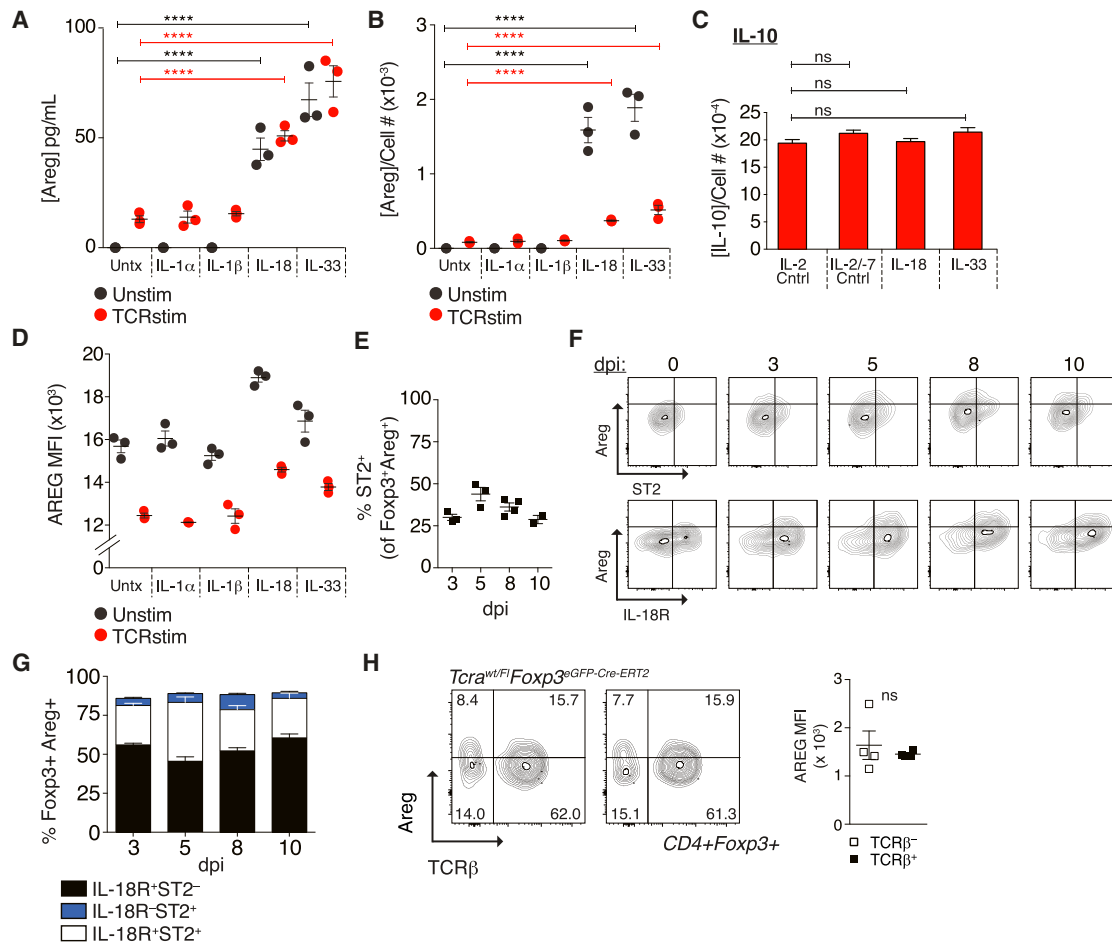 A
[Areg] pg/mL
100
50
0
****
****
****
****
Untx IL-1α IL-1β IL-18 IL-33
Unstim
TCRstim
B
[Areg]/Cell # (x10-3)
3
2
1
0
****
****
****
****
Untx IL-1α IL-1β IL-18 IL-33
Unstim
TCRstim
C
IL-10
[IL-10]/Cell # (x10-4)
25
20
15
10
5
0
ns
ns
ns
IL-2 Cntrl IL-2/-7 Cntrl IL-18 IL-33
D
AREG MFI (x10³)
20
18
16
14
12
0
Untx IL-1α IL-1β IL-18 IL-33
Unstim
TCRstim
E
% ST2+
(of Foxp3+Areg+)
100
75
50
25
0
3 5 8 10
dpi
F
dpi: 0 3 5 8 10
Areg
ST2
Areg
IL-18R
G
% Foxp3+ Areg+
100
75
50
25
0
3 5 8 10
dpi
IL-18R+ST2–
IL-18R–ST2+
IL-18R+ST2+
H
Tcrawt/Fl Foxp3eGFP-Cre-ERT2
8.4 15.7
14.0 62.0
7.7 15.9
15.1 61.3
Areg
TCRβ
CD4+Foxp3+
AREG MFI
(x 10³)
3
2
1
0
ns
TCRβ–
TCRβ+